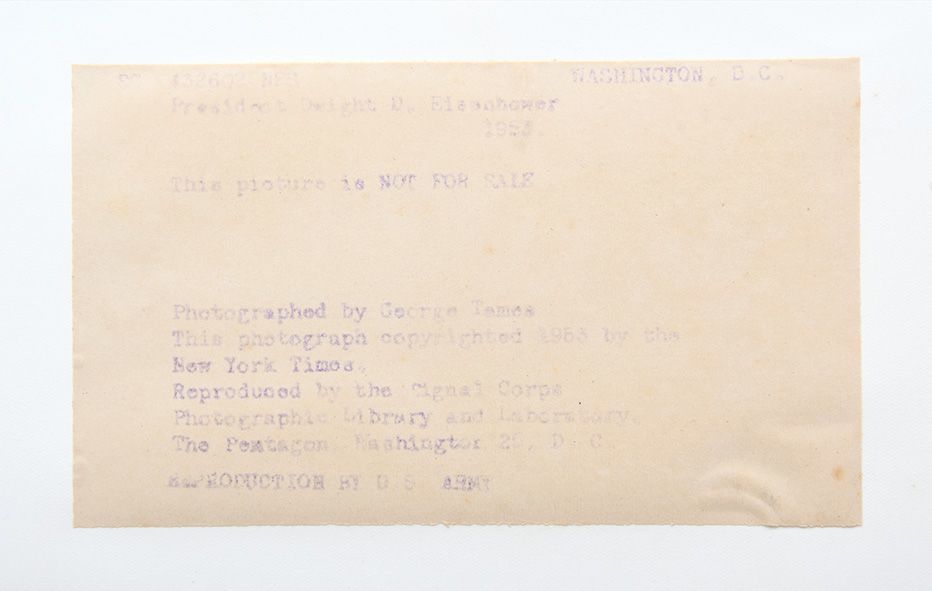 WASHINGTON, D.C.
President Dwight D. Eisenhower
1953.
This picture is NOT FOR SALE
Photographed by George Tames
This photograph copyrighted 1953 by the
New York Times.
Reproduced by the Signal Corps
Photographic Library and Laboratory.
The Pentagon, Washington 25, D. C.
REPRODUCTION BY U S ARMY